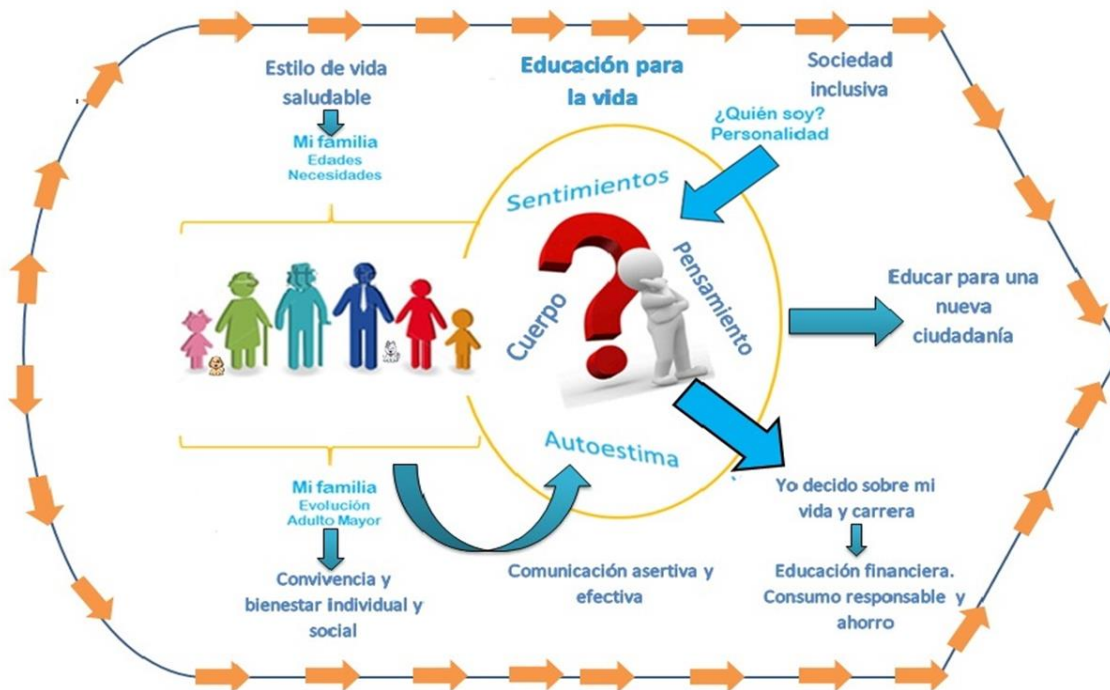 Estilo de vida
saludable
Mi familia
Edades
Necesidades
Educación para
la vida
Sociedad
inclusiva
¿Quién soy?
Personalidad
Sentimientos
Cuerpo
Pensamiento
Autoestima
Educar para una
nueva
ciudadanía
Mi familia
Evolución
Adulto Mayor
Convivencia y
bienestar individual y
social
Comunicación asertiva y
efectiva
Yo decido sobre mi
vida y carrera
Educación financiera.
Consumo responsable y
ahorro